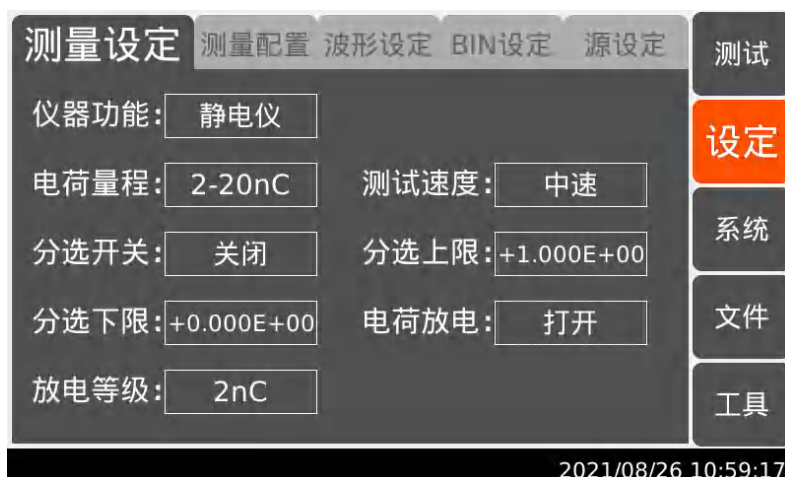 测量设定 测量配置 波形设定 BIN设定 源设定
测试
仪器功能: 静电仪
设定
电荷量程: 2-20nC 测试速度: 中速
系统
分选开关: 关闭 分选上限: +1.000E+00
分选下限: +0.000E+00 电荷放电: 打开
文件
放电等级: 2nC
工具
2021/08/26 10:59:17